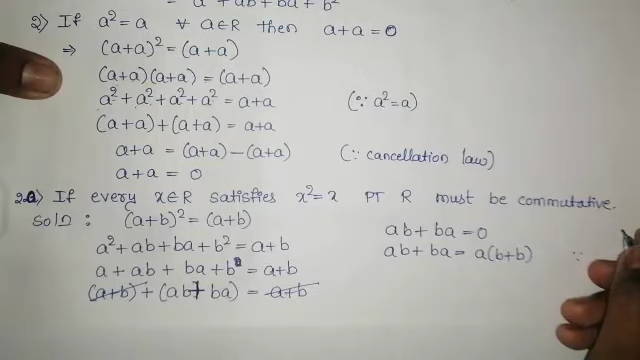 = a² + ab + ba + b²
2) If a² = a ∀ a∈R then a+a = 0
⇒ (a+a)² = (a+a)
(a+a)(a+a) = (a+a)
a² + a² + a² + a² = a+a (∵ a² = a)
(a+a) + (a+a) = a+a
a+a = (a+a) – (a+a) (∵ cancellation law)
a+a = 0
2a) If every x∈R satisfies x² = x PT R must be commutative.
Soln : (a+b)² = (a+b)
a² + ab + ba + b² = a+b
a + ab + ba + b = a+b
(a+b) + (ab + ba) = a+b
ab + ba = 0
ab + ba = a(b+b) ∵